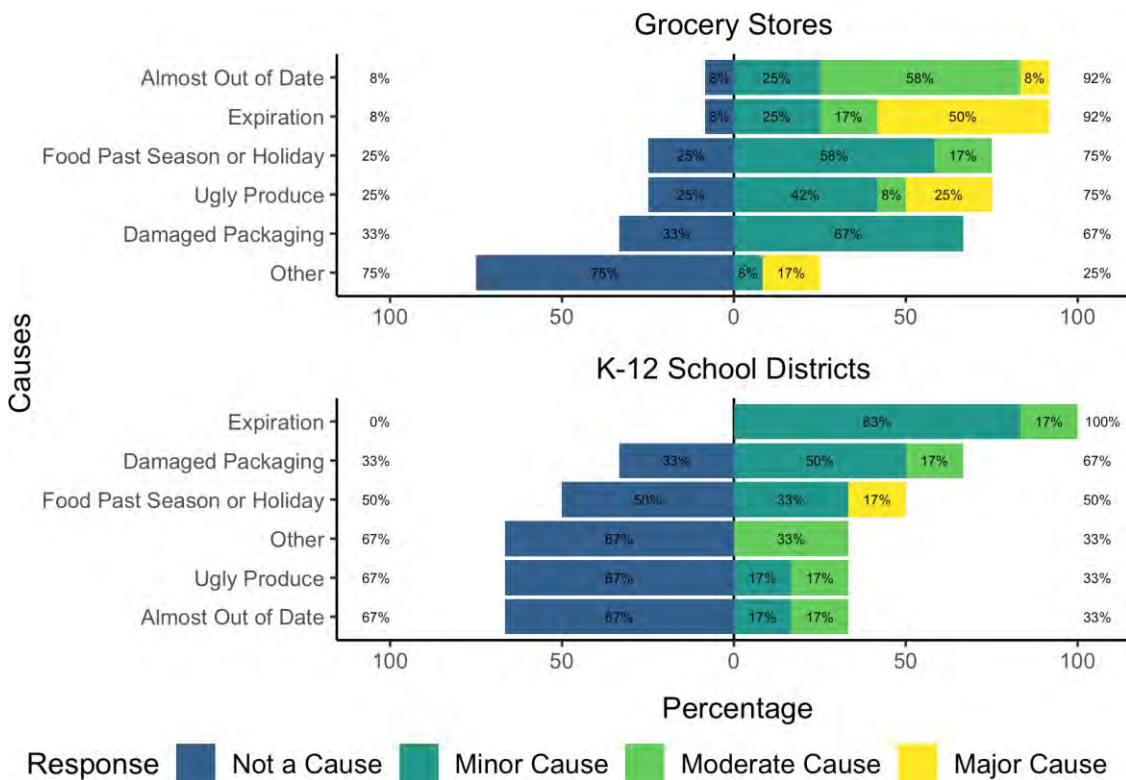 Grocery Stores
Almost Out of Date 8% 8% 25% 58% 8% 92%
Expiration 8% 8% 25% 17% 50% 92%
Food Past Season or Holiday 25% 25% 58% 17% 75%
Ugly Produce 25% 25% 42% 8% 25% 75%
Damaged Packaging 33% 33% 67% 67%
Other 75% 75% 8% 17% 25%
100 50 0 50 100
Causes
K-12 School Districts
Expiration 0% 83% 17% 100%
Damaged Packaging 33% 33% 50% 17% 67%
Food Past Season or Holiday 50% 50% 33% 17% 50%
Other 67% 67% 33% 33%
Ugly Produce 67% 67% 17% 17% 33%
Almost Out of Date 67% 67% 17% 17% 33%
100 50 0 50 100
Percentage
Response Not a Cause Minor Cause Moderate Cause Major Cause